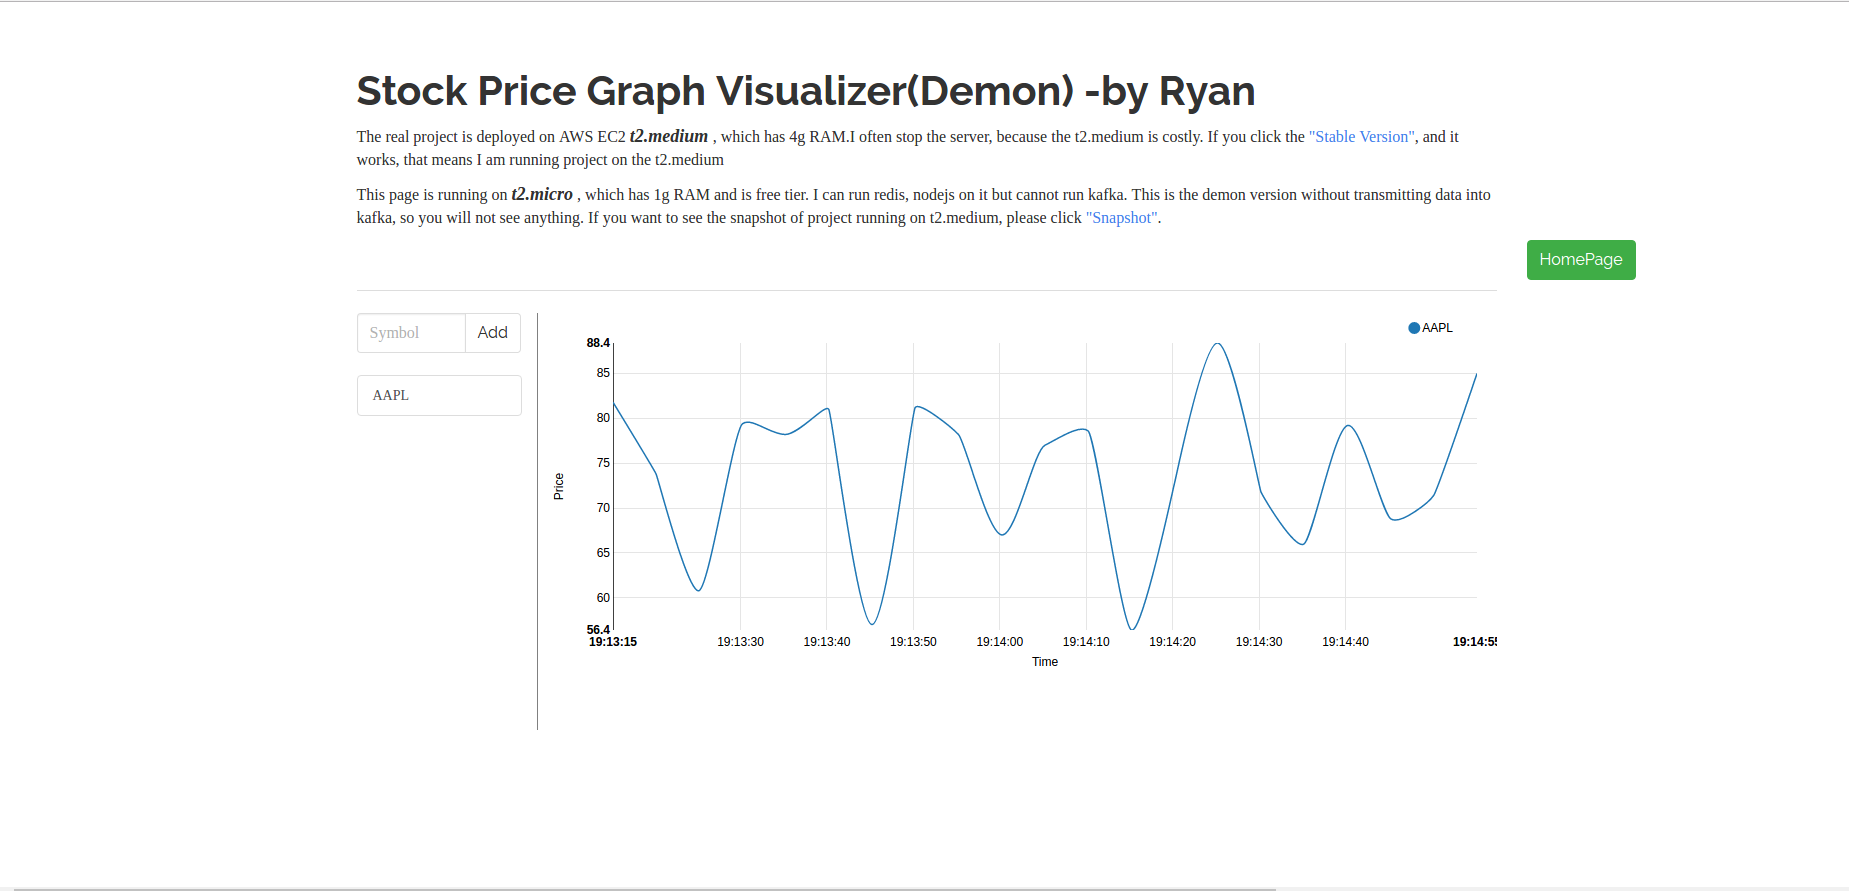 Stock Price Graph Visualizer(Demon) -by Ryan
The real project is deployed on AWS EC2 t2.medium , which has 4g RAM.I often stop the server, because the t2.medium is costly. If you click the "Stable Version", and it
works, that means I am running project on the t2.medium
This page is running on t2.micro , which has 1g RAM and is free tier. I can run redis, nodejs on it but cannot run kafka. This is the demon version without transmitting data into
kafka, so you will not see anything. If you want to see the snapshot of project running on t2.medium, please click "Snapshot".
HomePage
Symbol
Add
AAPL
AAPL
88.4
85
80
75
70
65
60
56.4
Price
19:13:15
19:13:30
19:13:40
19:13:50
19:14:00
19:14:10
19:14:20
19:14:30
19:14:40
19:14:55
Time